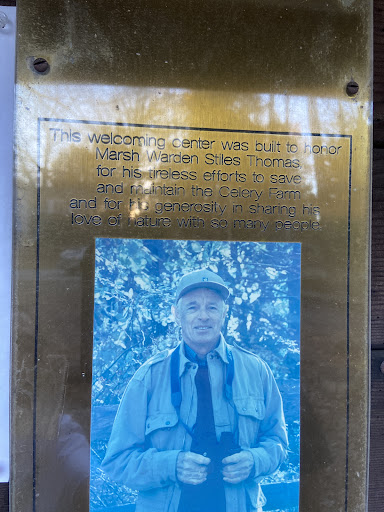 This welcoming center was built to honor
Marsh Warden Stiles Thomas,
for his tireless efforts to save
and maintain the Celery Farm
and for his generosity in sharing his
love of nature with so many people.